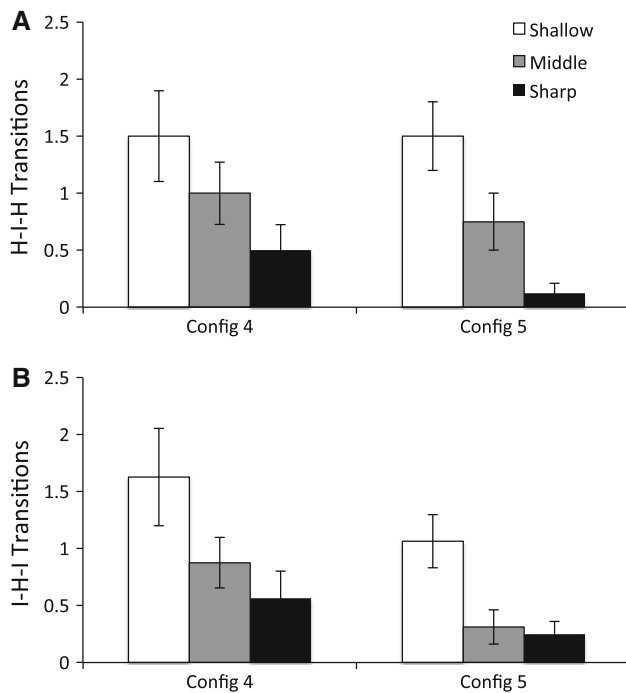 A
2.5
2
1.5
1
0.5
0
H-I-H Transitions
Shallow
Middle
Sharp
Config 4
Config 5
B
2.5
2
1.5
1
0.5
0
I-H-I Transitions
Config 4
Config 5